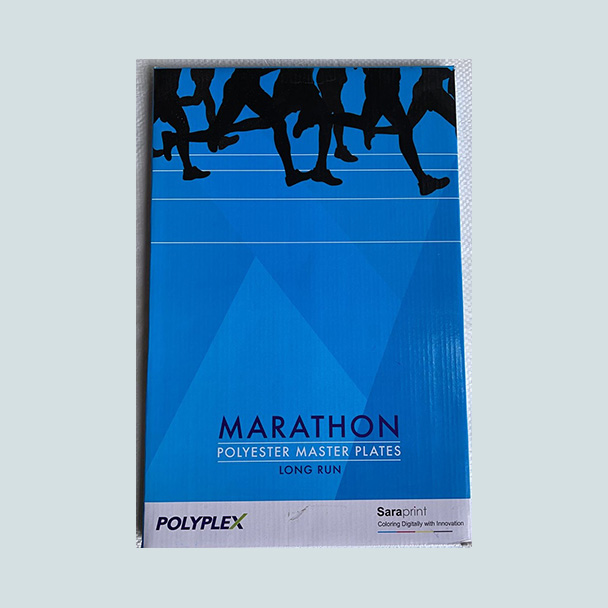 MARATHON
POLYESTER MASTER PLATES
LONG RUN
POLYPLEX
Saraprint
Coloring Digitally with Innovation